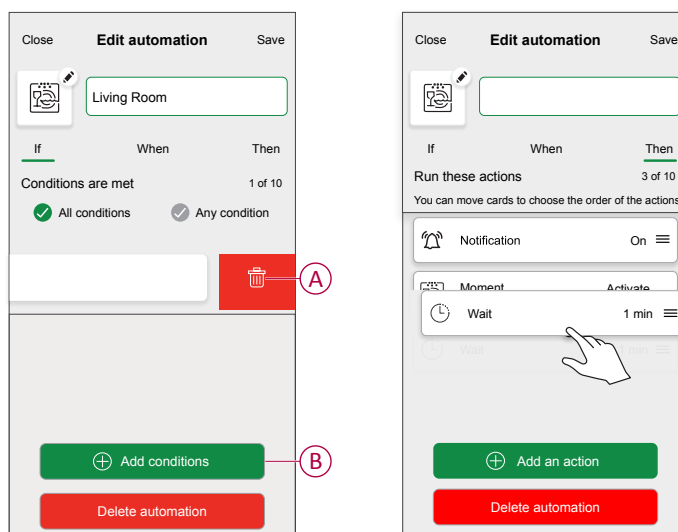 Close Edit automation Save
Living Room
If When Then
Conditions are met 1 of 10
All conditions Any condition
A
Add conditions
B
Delete automation
Close Edit automation Save
If When Then
Run these actions 3 of 10
You can move cards to choose the order of the actions
Notification On
Moment Activate
Wait 1 min
Wait 1 min
Add an action
Delete automation